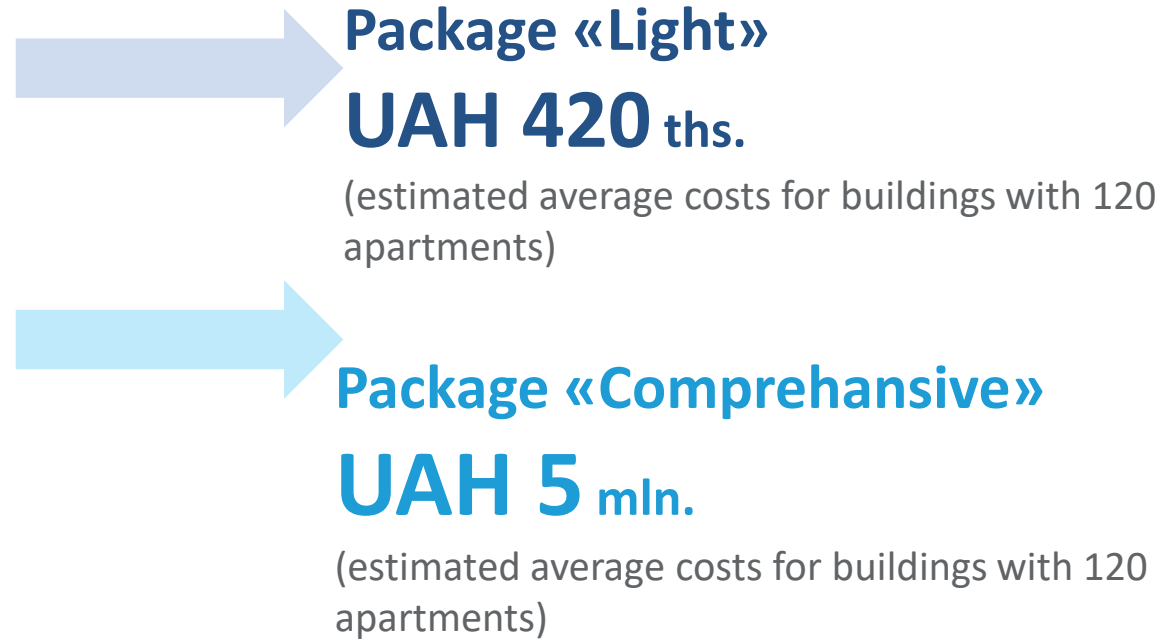 Package «Light»
UAH 420 ths.
(estimated average costs for buildings with 120
apartments)
Package «Comprehansive»
UAH 5 mln.
(estimated average costs for buildings with 120
apartments)